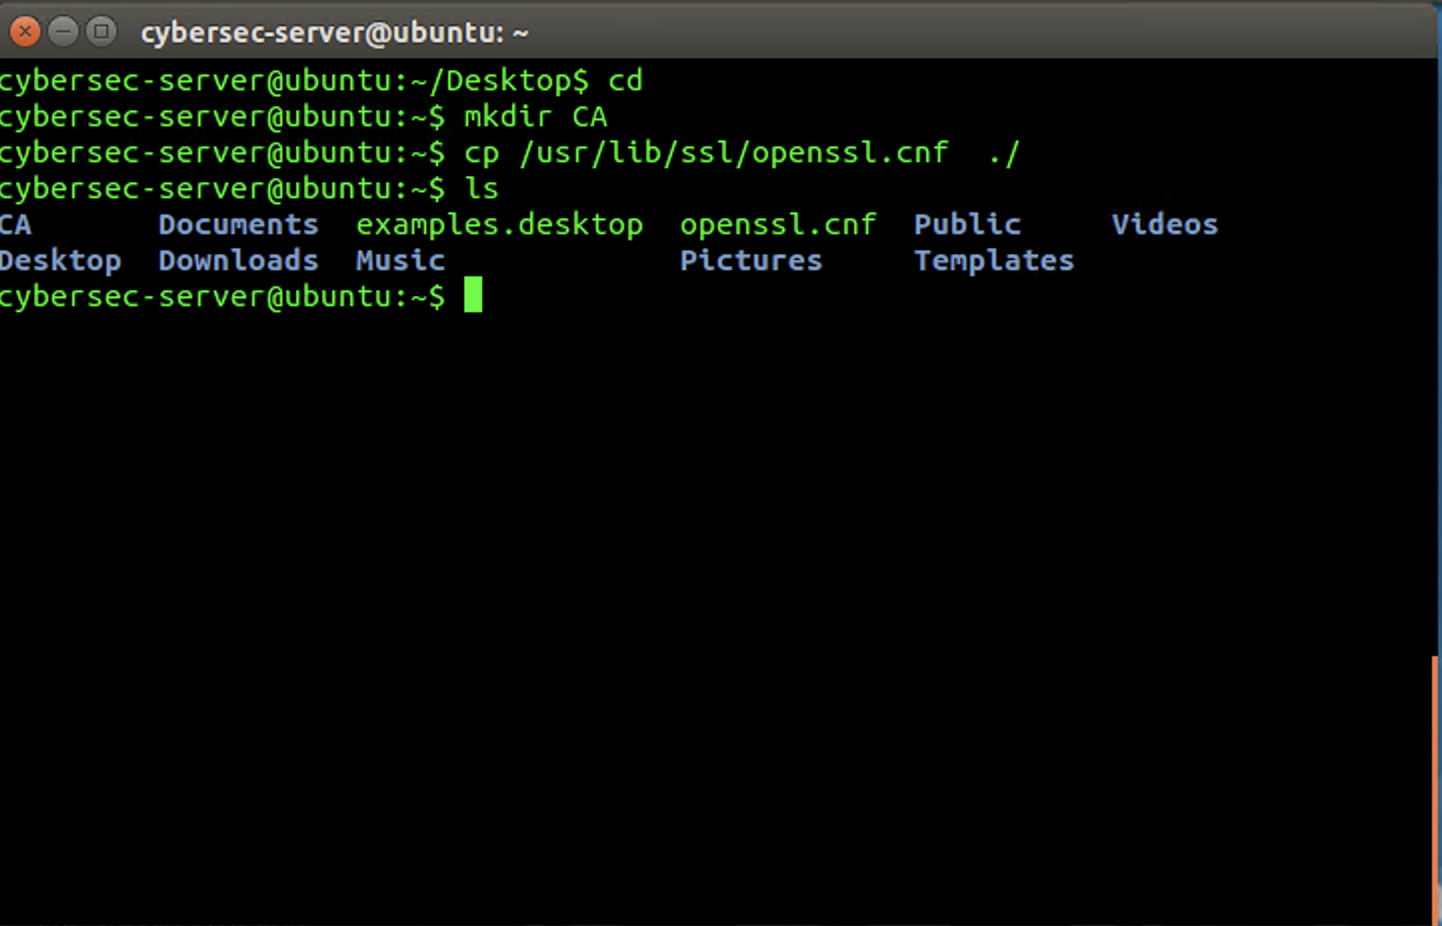 cybersec-server@ubuntu: ~
cybersec-server@ubuntu:~/Desktop$ cd
cybersec-server@ubuntu:~$ mkdir CA
cybersec-server@ubuntu:~$ cp /usr/lib/ssl/openssl.cnf  ./
cybersec-server@ubuntu:~$ ls
CA       Documents  examples.desktop  openssl.cnf  Public     Videos
Desktop  Downloads  Music             Pictures     Templates
cybersec-server@ubuntu:~$